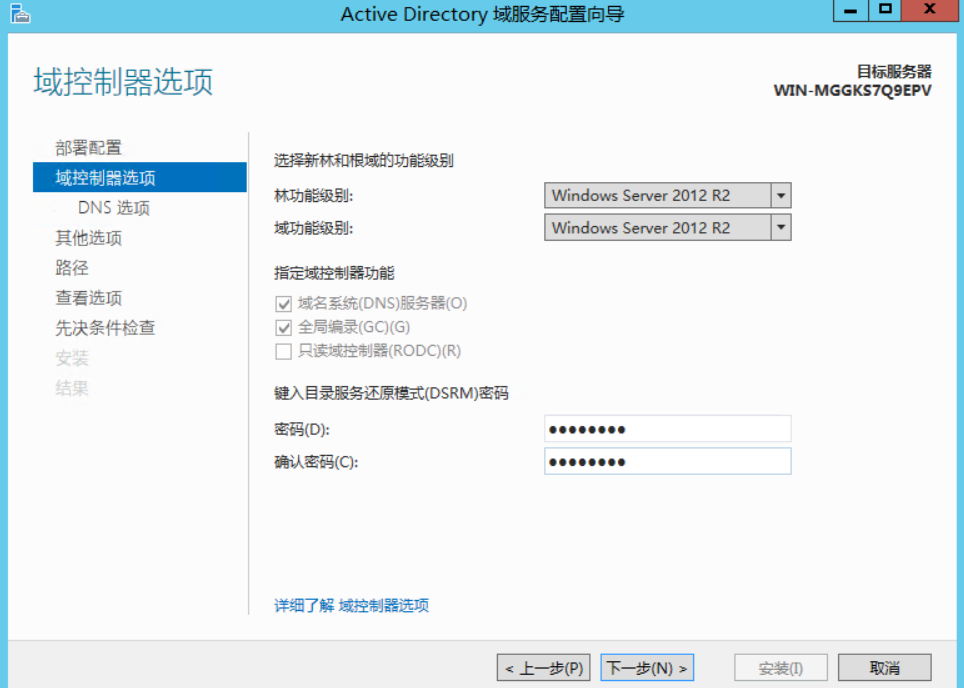 Active Directory 域服务配置向导
域控制器选项
目标服务器
WIN-MGGKS7Q9EPV
部署配置
域控制器选项
DNS 选项
其他选项
路径
查看选项
先决条件检查
安装
结果
选择新林和根域的功能级别
林功能级别:
Windows Server 2012 R2
域功能级别:
Windows Server 2012 R2
指定域控制器功能
域名系统(DNS)服务器(O)
全局编录(GC)(G)
只读域控制器(RODC)(R)
键入目录服务还原模式(DSRM)密码
密码(D):
●●●●●●●●
确认密码(C):
●●●●●●●●
详细了解 域控制器选项
< 上一步(P)
下一步(N) >
安装(I)
取消